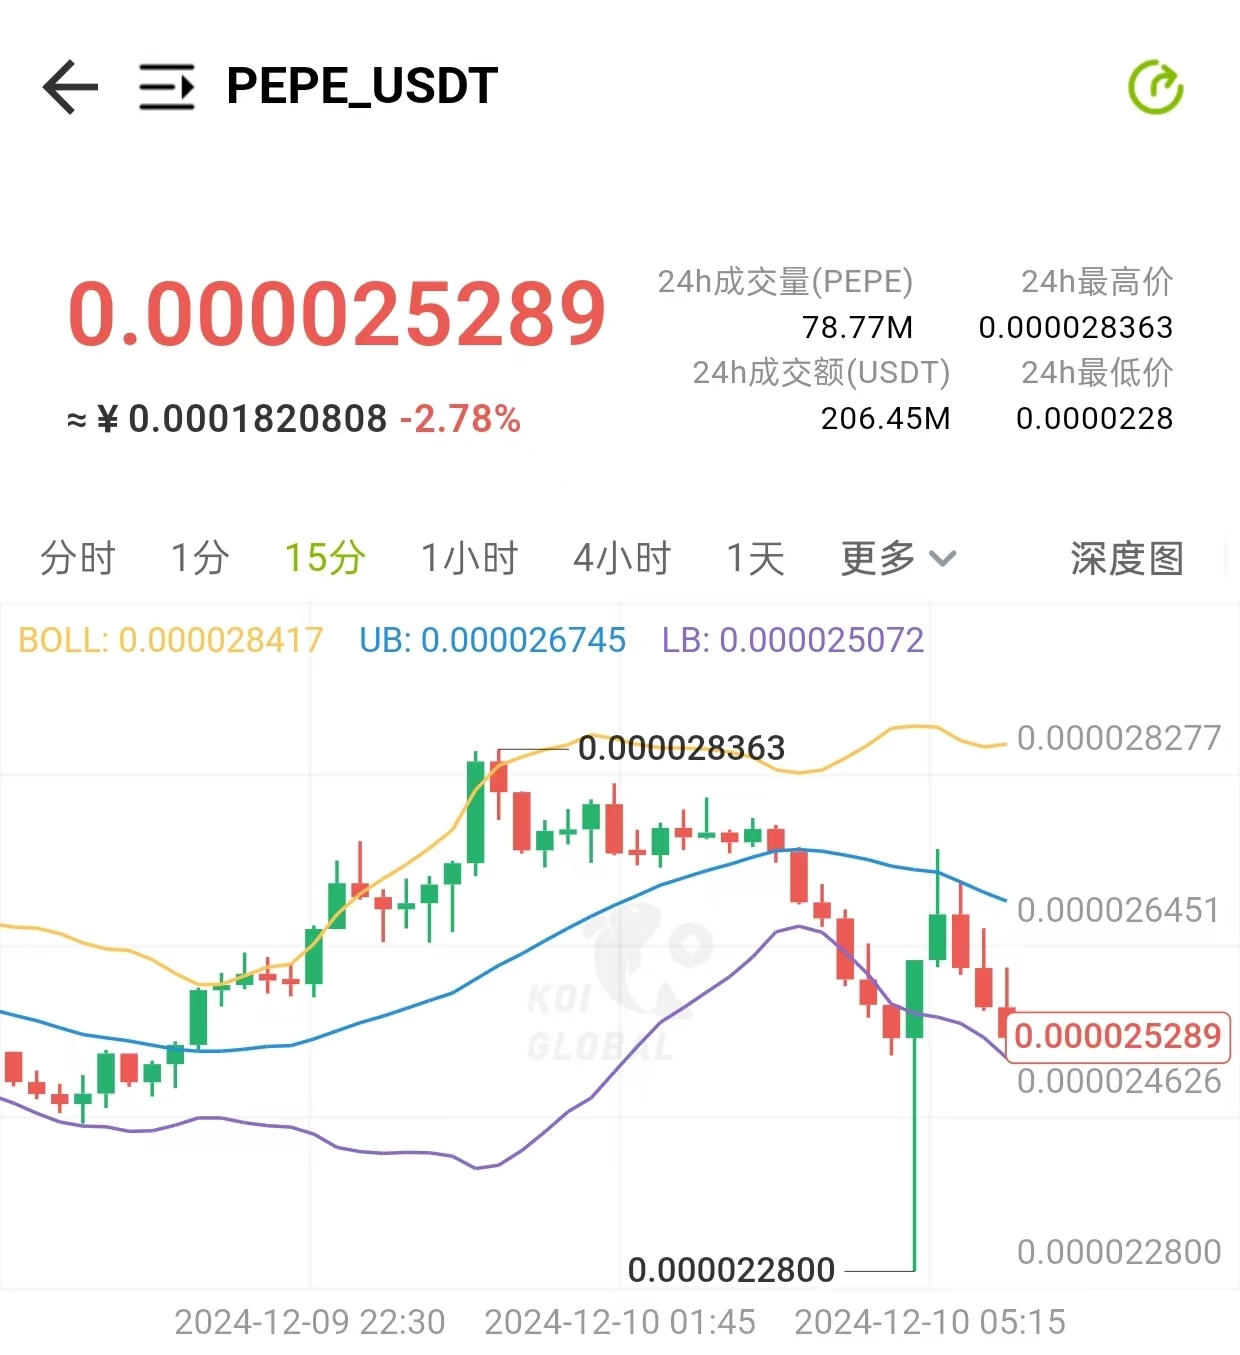 PEPE_USDT
0.000025289
≈ ¥ 0.0001820808 -2.78%
24h成交量(PEPE) 24h最高价
78.77M 0.000028363
24h成交额(USDT) 24h最低价
206.45M 0.0000228
分时 1分 15分 1小时 4小时 1天 更多 深度图
BOLL: 0.000028417 UB: 0.000026745 LB: 0.000025072
0.000028277
0.000028363
0.000026451
KOI
GLOBAL
0.000025289
0.000024626
0.000022800
0.000022800
2024-12-09 22:30 2024-12-10 01:45 2024-12-10 05:15